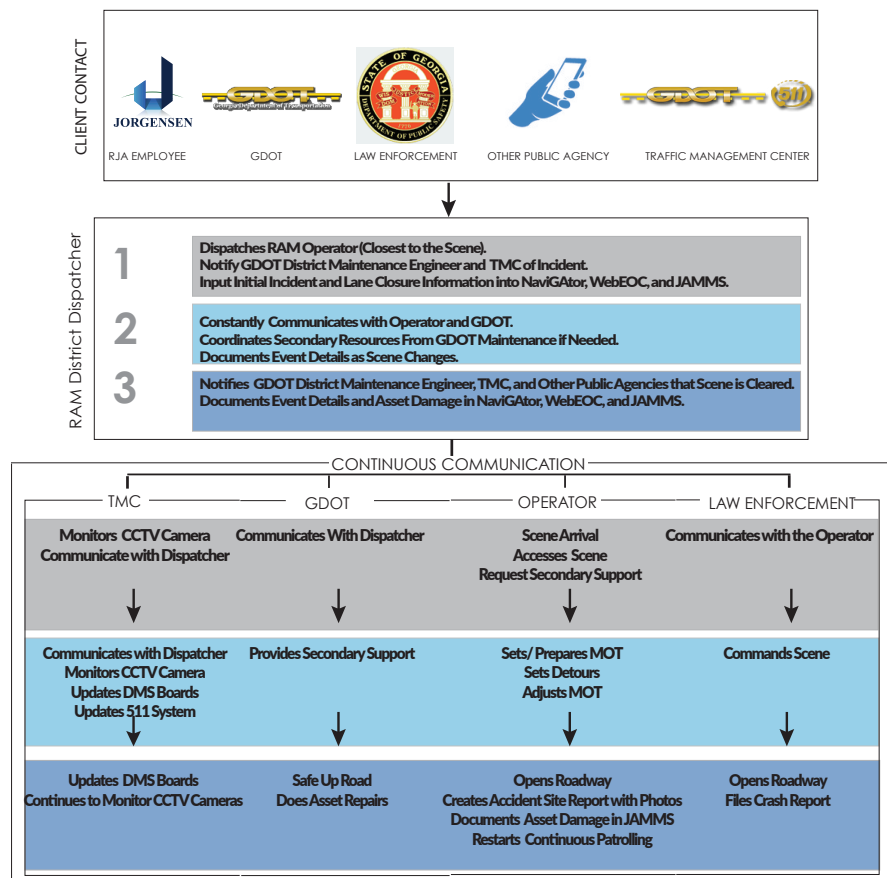 CLIENT CONTACT
JORGENSEN
GDOT
Georgia Department of Transportation
STATE OF GEORGIA
DEPARTMENT OF PUBLIC SAFETY
GDOT
511
RJA EMPLOYEE
GDOT
LAW ENFORCEMENT
OTHER PUBLIC AGENCY
TRAFFIC MANAGEMENT CENTER
RAM District Dispatcher
1
Dispatches RAM Operator (Closest to the Scene).
Notify GDOT District Maintenance Engineer and TMC of Incident.
Input Initial Incident and Lane Closure Information into NaviGAtor, WebEOC, and JAMMS.
2
Constantly Communicates with Operator and GDOT.
Coordinates Secondary Resources From GDOT Maintenance if Needed.
Documents Event Details as Scene Changes.
3
Notifies GDOT District Maintenance Engineer, TMC, and Other Public Agencies that Scene is Cleared.
Documents Event Details and Asset Damage in NaviGAtor, WebEOC, and JAMMS.
CONTINUOUS COMMUNICATION
TMC
Monitors CCTV Camera
Communicate with Dispatcher
Communicates with Dispatcher
Monitors CCTV Camera
Updates DMS Boards
Updates 511 System
Updates DMS Boards
Continues to Monitor CCTV Cameras
GDOT
Communicates With Dispatcher
Provides Secondary Support
Safe Up Road
Does Asset Repairs
OPERATOR
Scene Arrival
Accesses Scene
Request Secondary Support
Sets/ Prepares MOT
Sets Detours
Adjusts MOT
Opens Roadway
Creates Accident Site Report with Photos
Documents Asset Damage in JAMMS
Restarts Continuous Patrolling
LAW ENFORCEMENT
Communicates with the Operator
Commands Scene
Opens Roadway
Files Crash Report